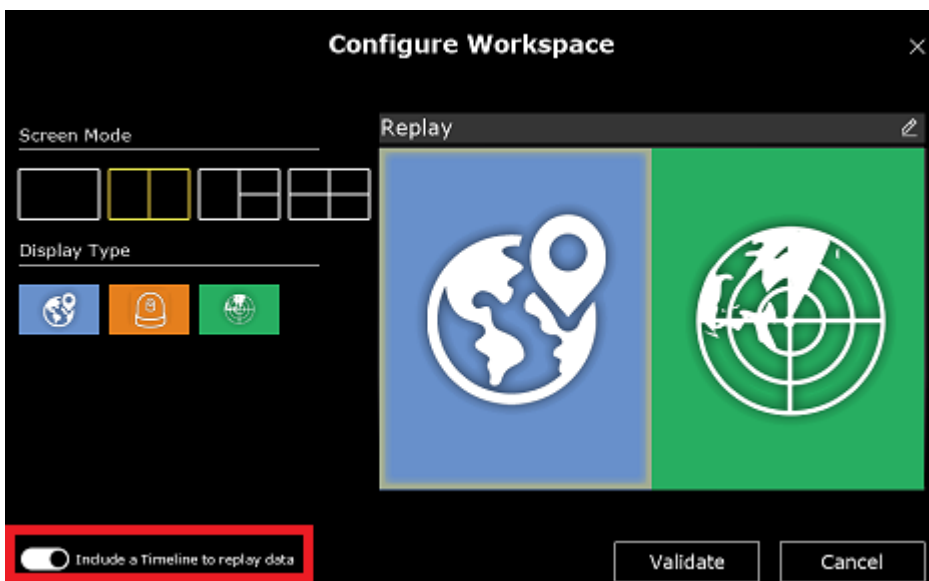 Configure Workspace
Screen Mode
Replay
Display Type
Include a Timeline to replay data
Validate
Cancel